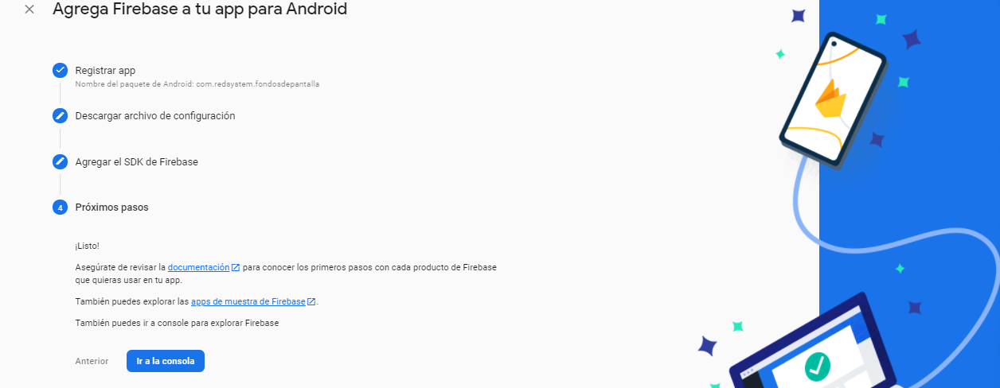 Agrega Firebase a tu app para Android
Registrar app
Nombre del paquete de Android: com.redsystem.fondosdepantalla
Descargar archivo de configuración
Agregar el SDK de Firebase
4 Próximos pasos
¡Listo!
Asegúrate de revisar la documentación para conocer los primeros pasos con cada producto de Firebase
que quieras usar en tu app.
También puedes explorar las apps de muestra de Firebase.
También puedes ir a console para explorar Firebase
Anterior Ir a la consola